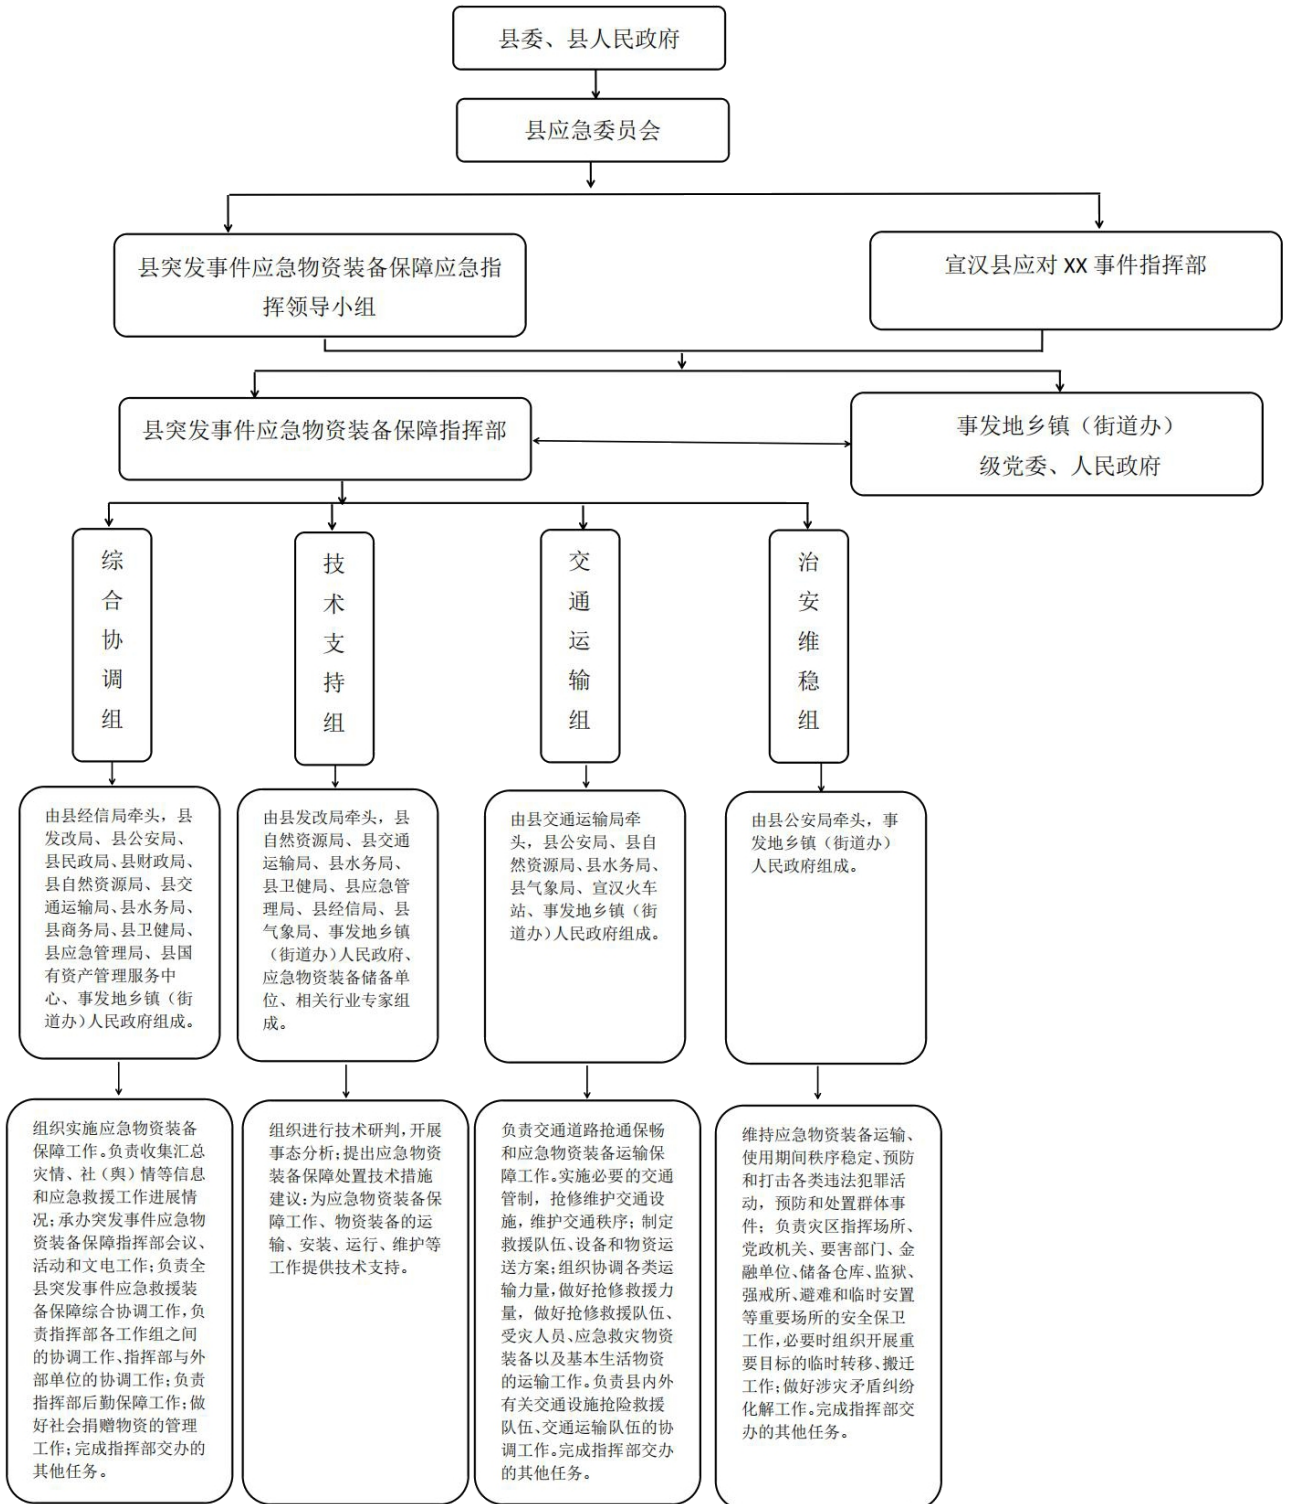 县委、县人民政府
县应急委员会
县突发事件应急物资装备保障应急指
挥领导小组
宣汉县应对 XX 事件指挥部
县突发事件应急物资装备保障指挥部
事发地乡镇（街道办）
级党委、人民政府
综
合
协
调
组
技
术
支
持
组
交
通
运
输
组
治
安
维
稳
组
由县经信局牵头，县
发改局、县公安局、
县民政局、县财政局、
县自然资源局、县交
通运输局、县水务局、
县商务局、县卫健局、
县应急管理局、县国
有资产管理服务中
心、事发地乡镇（街
道办）人民政府组成。
由县发改局牵头，县
自然资源局、县交通
运输局、县水务局、
县卫健局、县应急管
理局、县经信局、县
气象局、事发地乡镇
（街道办）人民政府、
应急物资装备储备单
位、相关行业专家组
成。
由县交通运输局牵
头，县公安局、县自
然资源局、县水务局、
县气象局、宣汉火车
站、事发地乡镇（街
道办）人民政府组成。
由县公安局牵头，事
发地乡镇（街道办）
人民政府组成。
组织实施应急物资装备
保障工作。负责收集汇总
灾情、社（舆）情等信息
和应急救援工作进展情
况；承办突发事件应急物
资装备保障指挥部会议、
活动和文电工作；负责全
县突发事件应急救援装
备保障综合协调工作，负
责指挥部各工作组之间
的协调工作、指挥部与外
部单位的协调工作；负责
指挥部后勤保障工作；做
好社会捐赠物资的管理
工作；完成指挥部交办的
其他任务。
组织进行技术研判，开展
事态分析；提出应急物资
装备保障处置技术措施
建议：为应急物资装备保
障工作、物资装备的运
输、安装、运行、维护等
工作提供技术支持。
负责交通道路抢通保畅
和应急物资装备运输保
障工作。实施必要的交通
管制，抢修维护交通设
施，维护交通秩序；制定
救援队伍、设备和物资运
送方案；组织协调各类运
输力量，做好抢修救援力
量，做好抢修救援队伍、
受灾人员、应急救灾物资
装备以及基本生活物资
的运输工作。负责县内外
有关交通设施抢险救援
队伍、交通运输队伍的协
调工作。完成指挥部交办
的其他任务。
维持应急物资装备运输、
使用期间秩序稳定、预防
和打击各类违法犯罪活
动，预防和处置群体事
件；负责灾区指挥场所、
党政机关、要害部门、金
融单位、储备仓库、监狱、
强戒所、避难和临时安置
等重要场所的安全保卫
工作，必要时组织开展重
要目标的临时转移、搬迁
工作；做好涉灾矛盾纠纷
化解工作。完成指挥部交
办的其他任务。